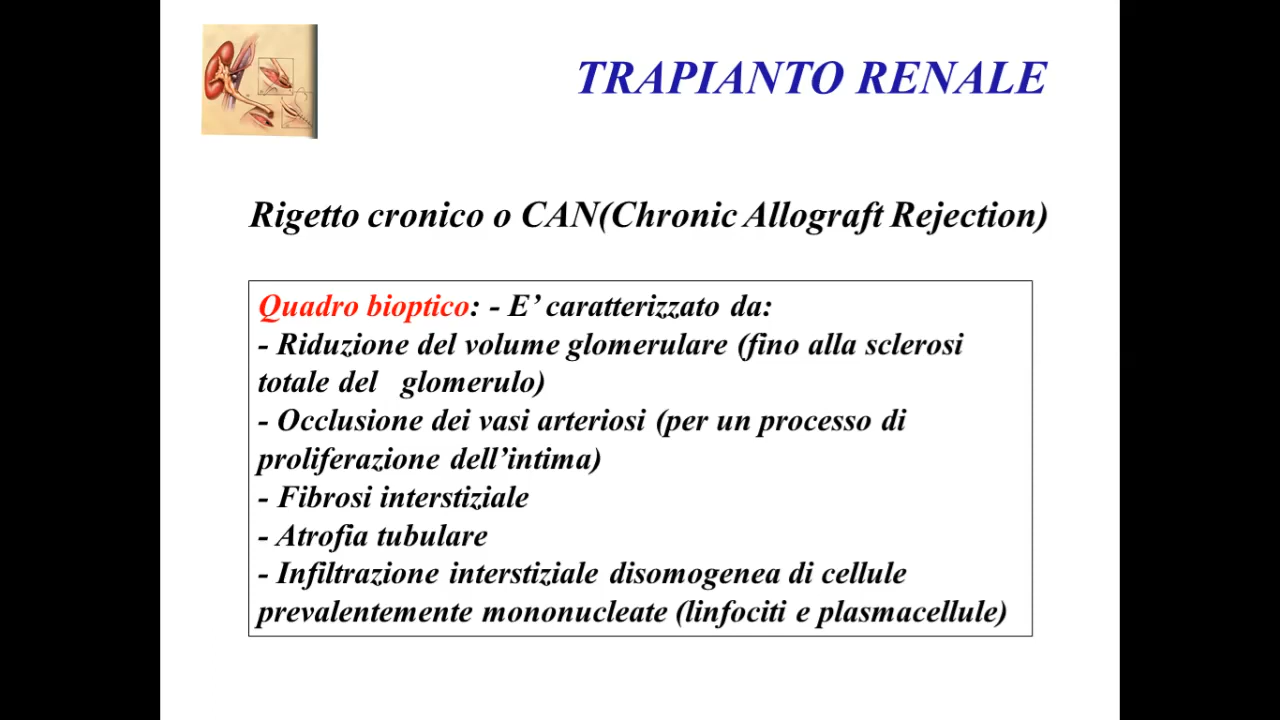 TRAPIANTO RENALE
Rigetto cronico o CAN(Chronic Allograft Rejection)
Quadro bioptico: - E’ caratterizzato da:
- Riduzione del volume glomerulare (fino alla sclerosi
totale del glomerulo)
- Occlusione dei vasi arteriosi (per un processo di
proliferazione dell’intima)
- Fibrosi interstiziale
- Atrofia tubulare
- Infiltrazione interstiziale disomogenea di cellule
prevalentemente mononucleate (linfociti e plasmacellule)